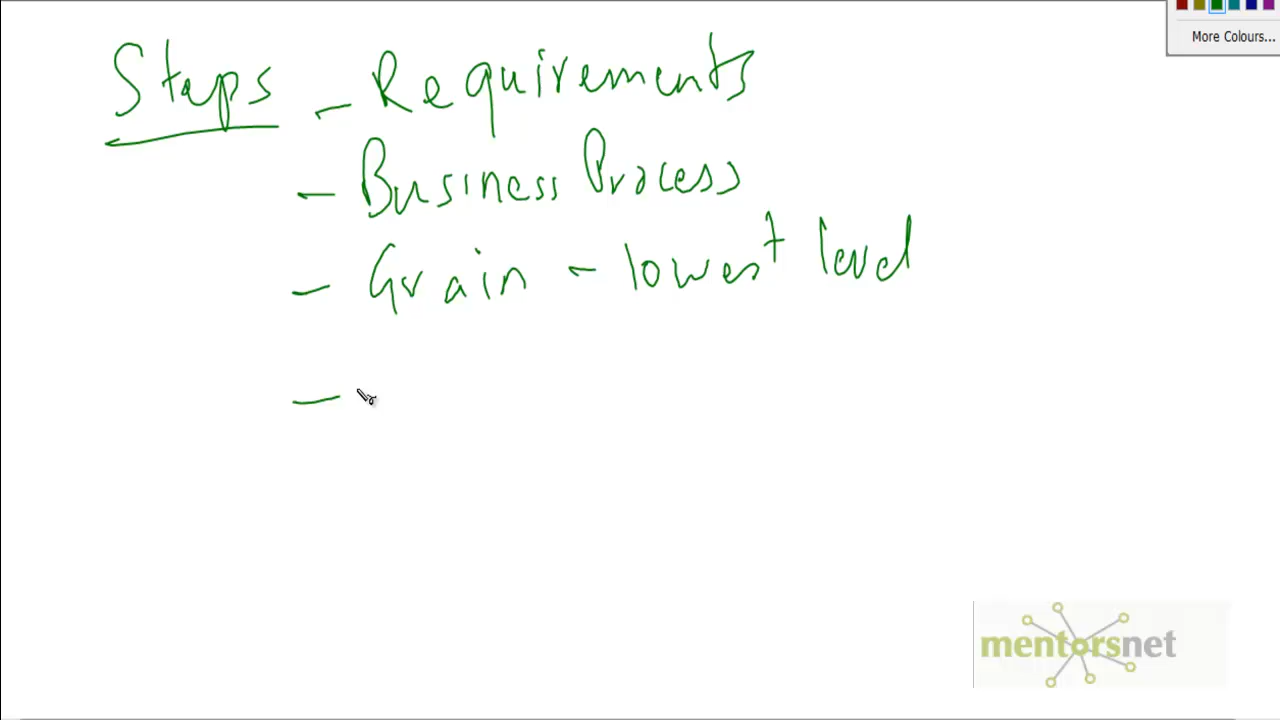 More Colours...
Steps - Requirements
- Business Process
- Grain - lowest level
-
mentorsnet